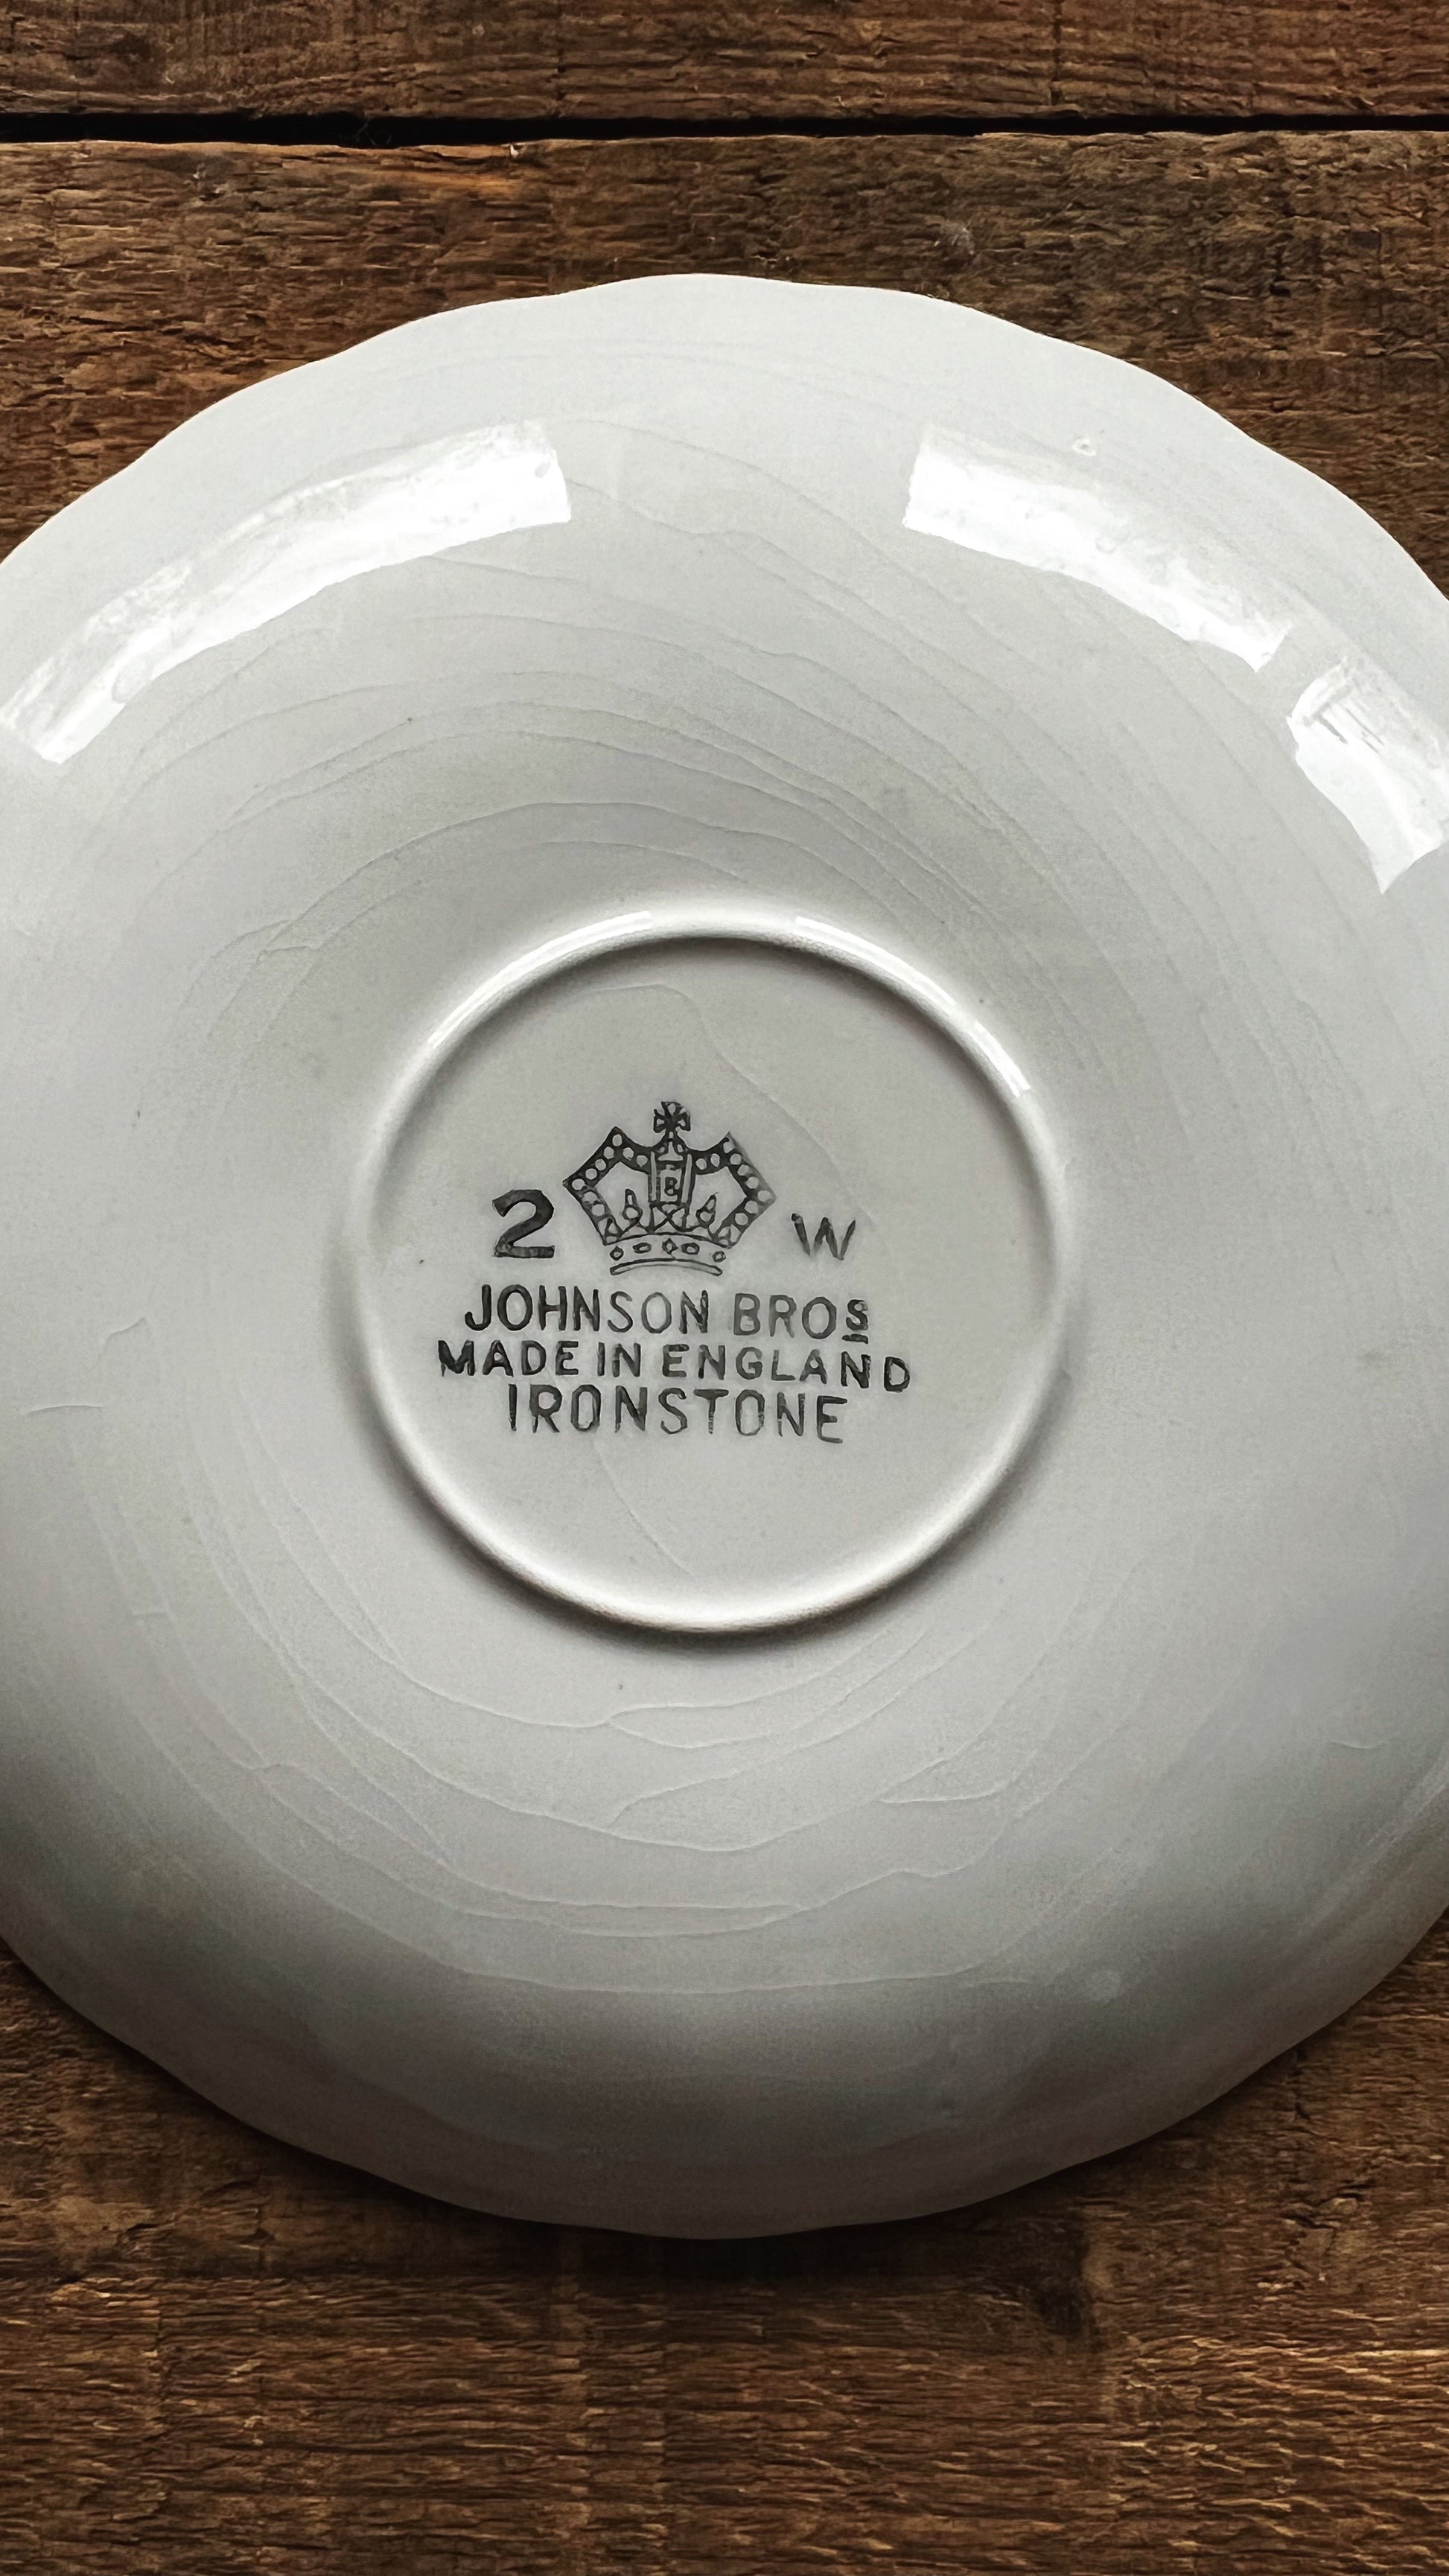 2 W
JOHNSON BROS
MADE IN ENGLAND
IRONSTONE